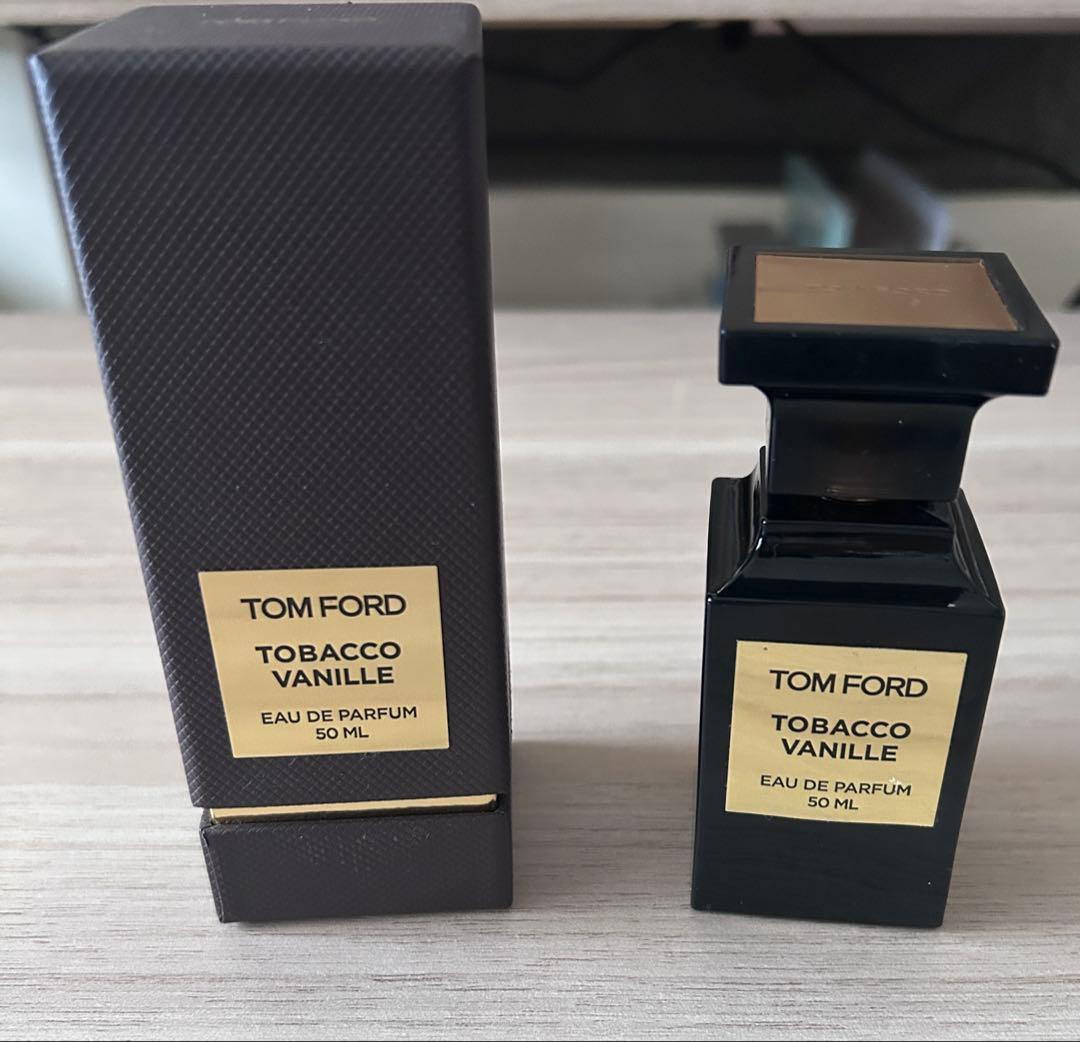 TOM FORD
TOBACCO
VANILLE
EAU DE PARFUM
50 ML
TOM FORD
TOBACCO
VANILLE
EAU DE PARFUM
50 ML